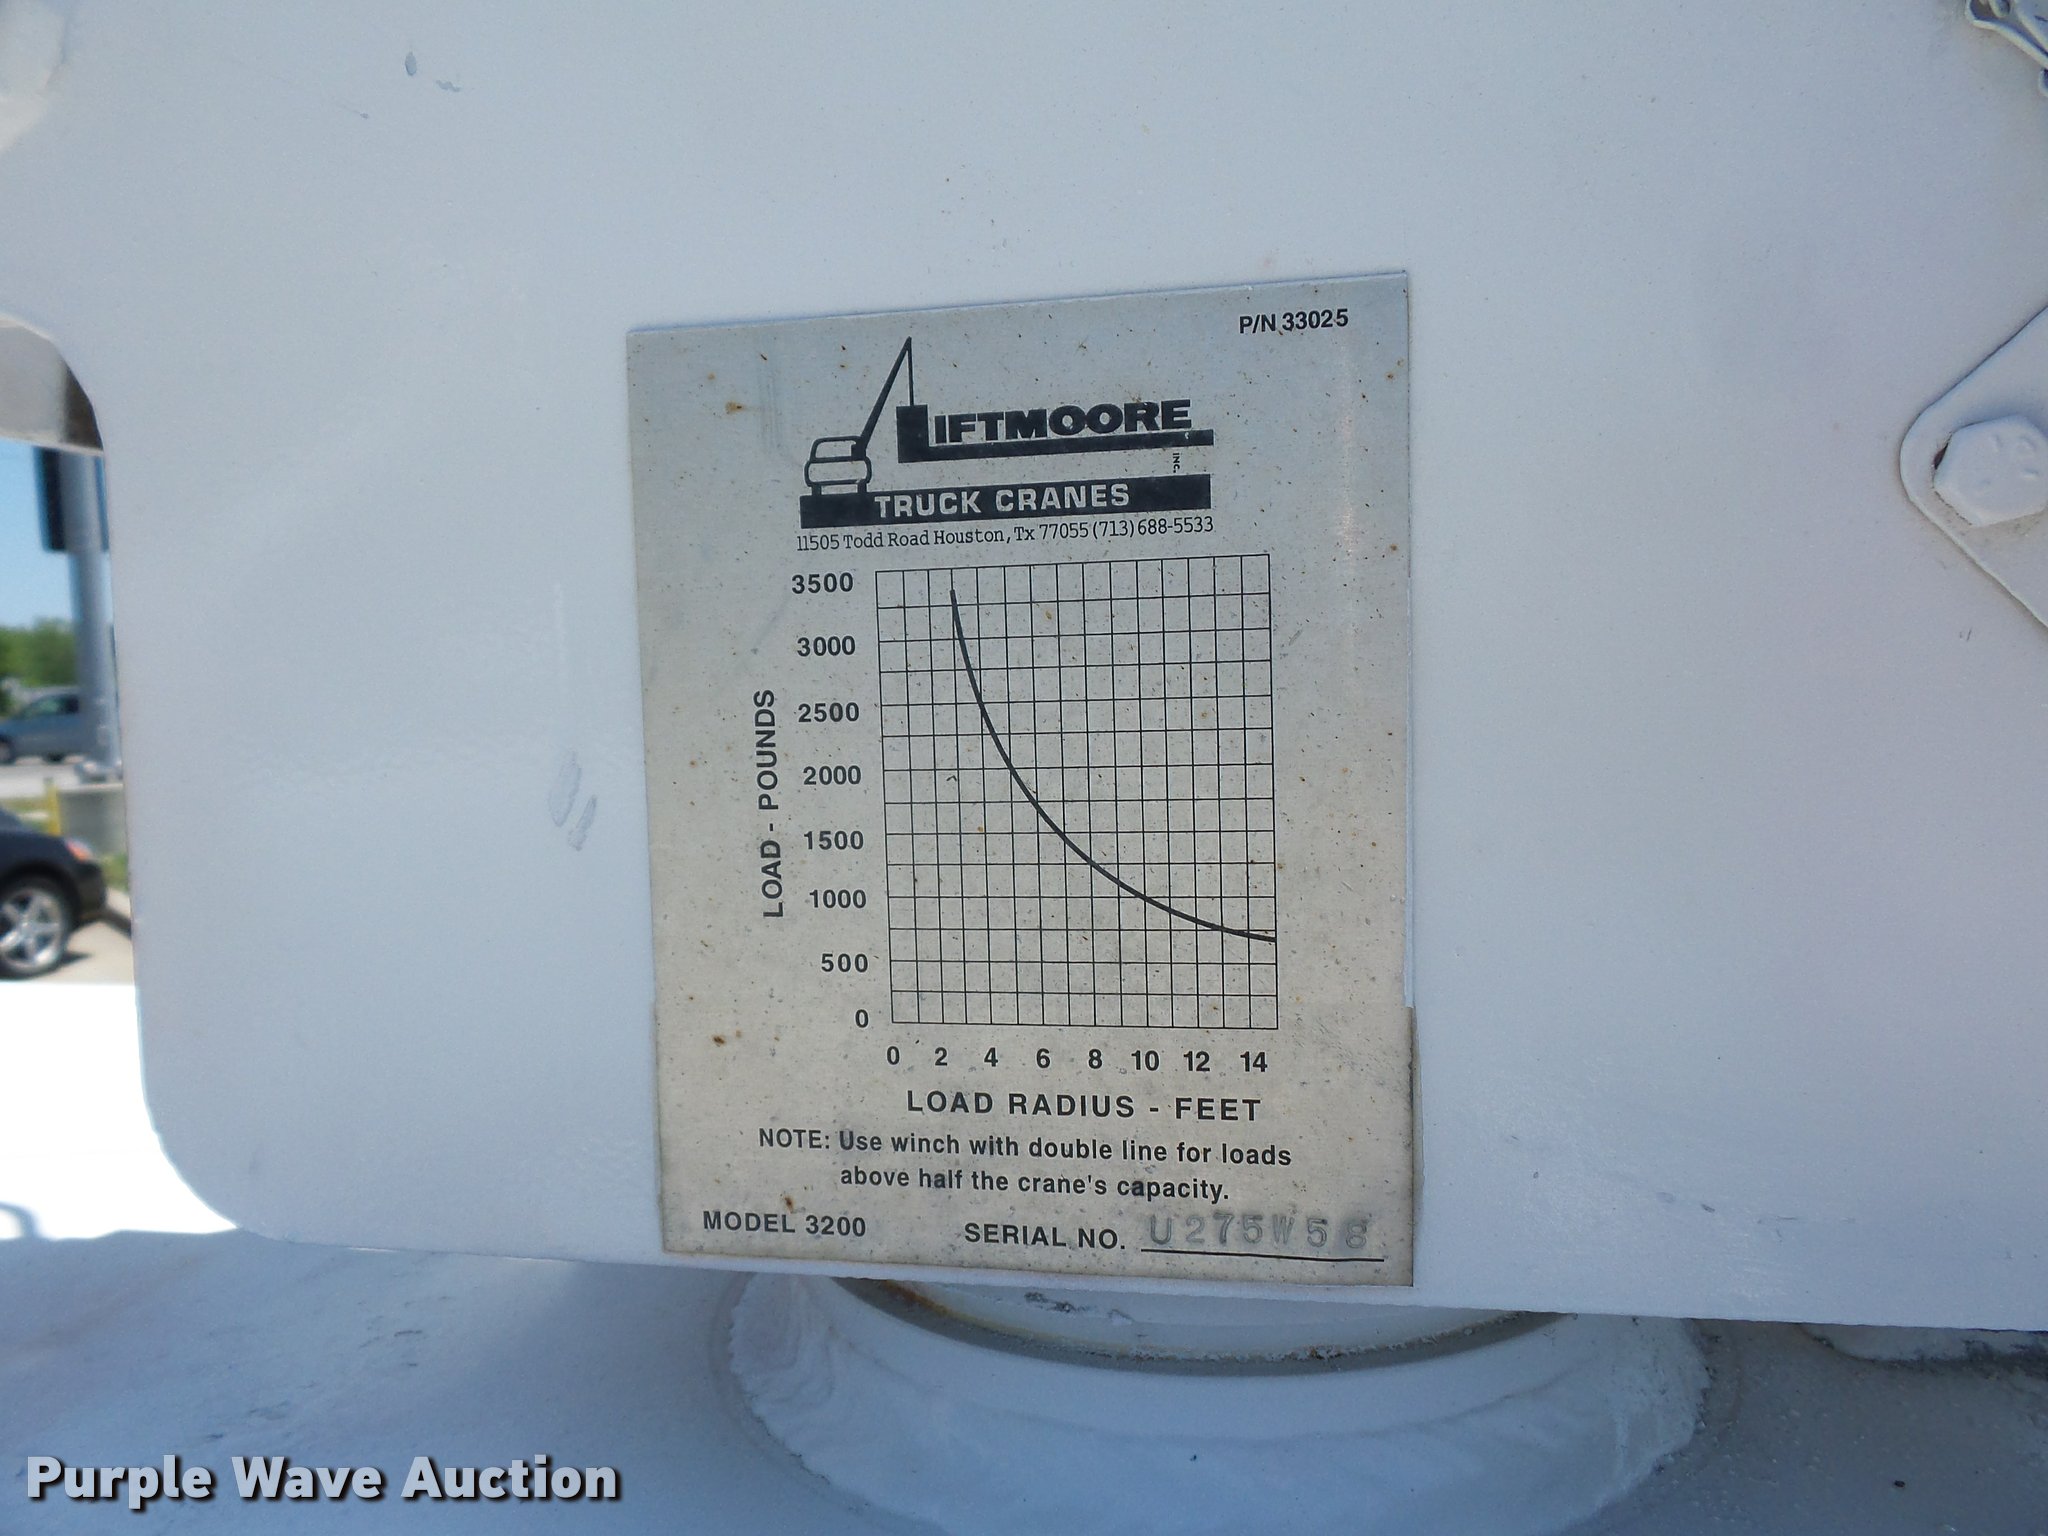 P/N 33025
LIFTMOORE
INC.
TRUCK CRANES
11505 Todd Road Houston, Tx 77055 (713) 688-5533
3500
3000
2500
2000
1500
1000
500
0
LOAD - POUNDS
0 2 4 6 8 10 12 14
LOAD RADIUS - FEET
NOTE: Use winch with double line for loads
above half the crane's capacity.
MODEL 3200 SERIAL NO. U275W58
Purple Wave Auction